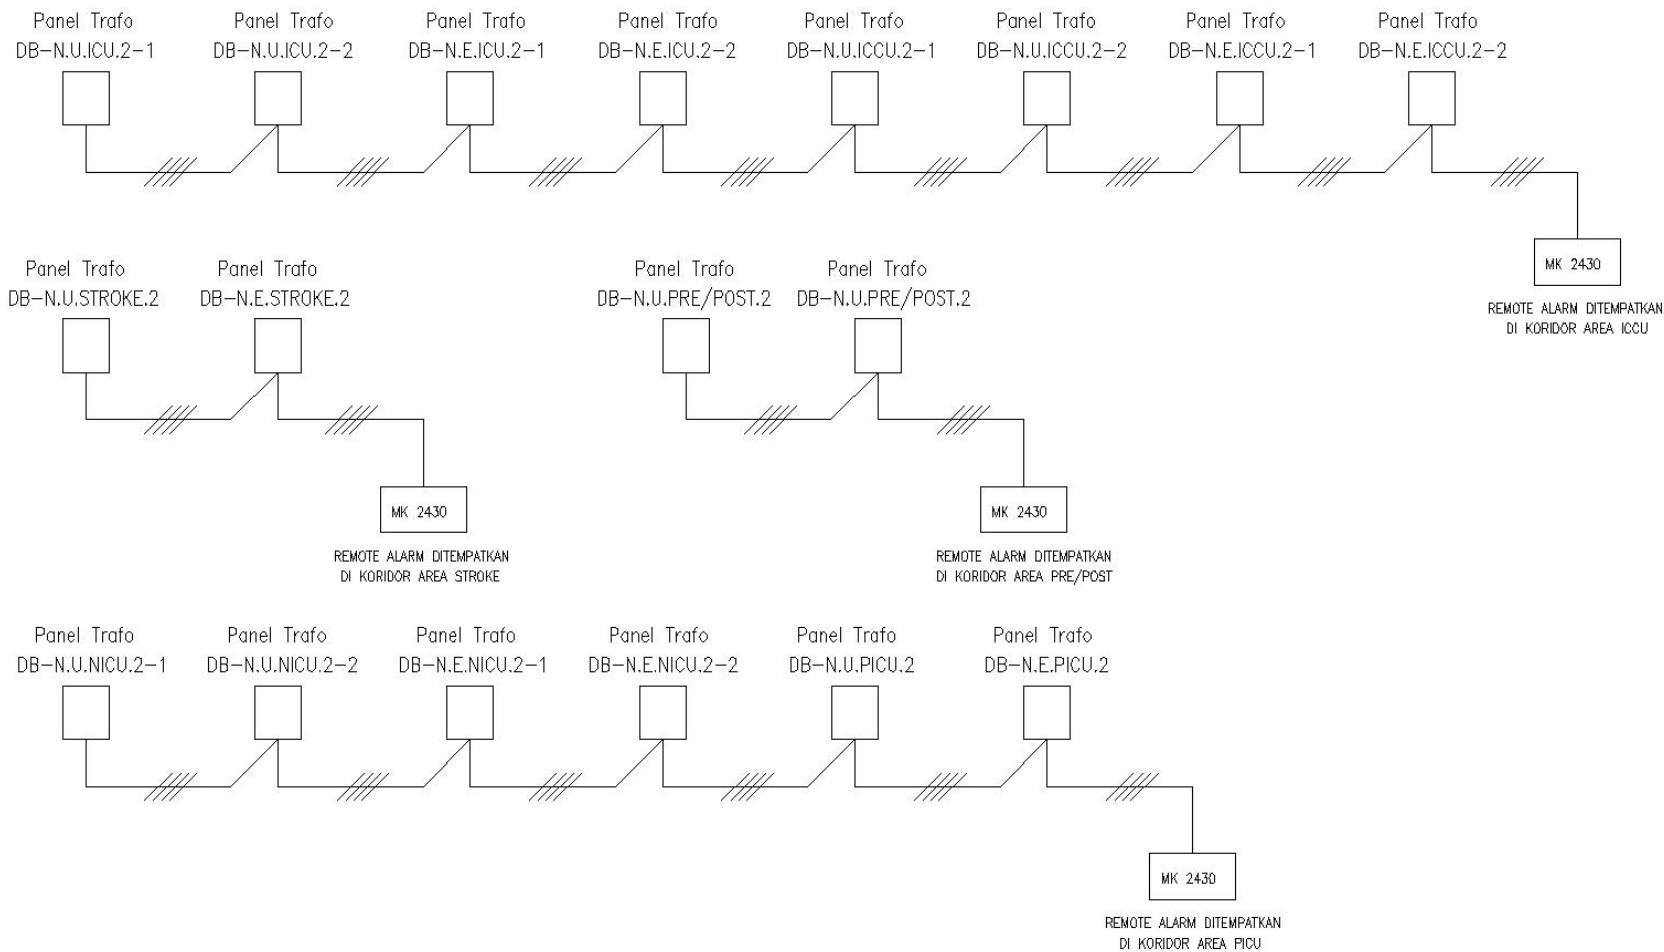 Panel Trafo
DB-N.U.ICU.2-1
Panel Trafo
DB-N.U.ICU.2-2
Panel Trafo
DB-N.E.ICU.2-1
Panel Trafo
DB-N.E.ICU.2-2
Panel Trafo
DB-N.U.ICCU.2-1
Panel Trafo
DB-N.U.ICCU.2-2
Panel Trafo
DB-N.E.ICCU.2-1
Panel Trafo
DB-N.E.ICCU.2-2
MK 2430
REMOTE ALARM DITEMPATKAN
DI KORIDOR AREA ICCU
Panel Trafo
DB-N.U.STROKE.2
Panel Trafo
DB-N.E.STROKE.2
MK 2430
REMOTE ALARM DITEMPATKAN
DI KORIDOR AREA STROKE
Panel Trafo
DB-N.U.PRE/POST.2
Panel Trafo
DB-N.U.PRE/POST.2
MK 2430
REMOTE ALARM DITEMPATKAN
DI KORIDOR AREA PRE/POST
Panel Trafo
DB-N.U.NICU.2-1
Panel Trafo
DB-N.U.NICU.2-2
Panel Trafo
DB-N.E.NICU.2-1
Panel Trafo
DB-N.E.NICU.2-2
Panel Trafo
DB-N.U.PICU.2
Panel Trafo
DB-N.E.PICU.2
MK 2430
REMOTE ALARM DITEMPATKAN
DI KORIDOR AREA PICU